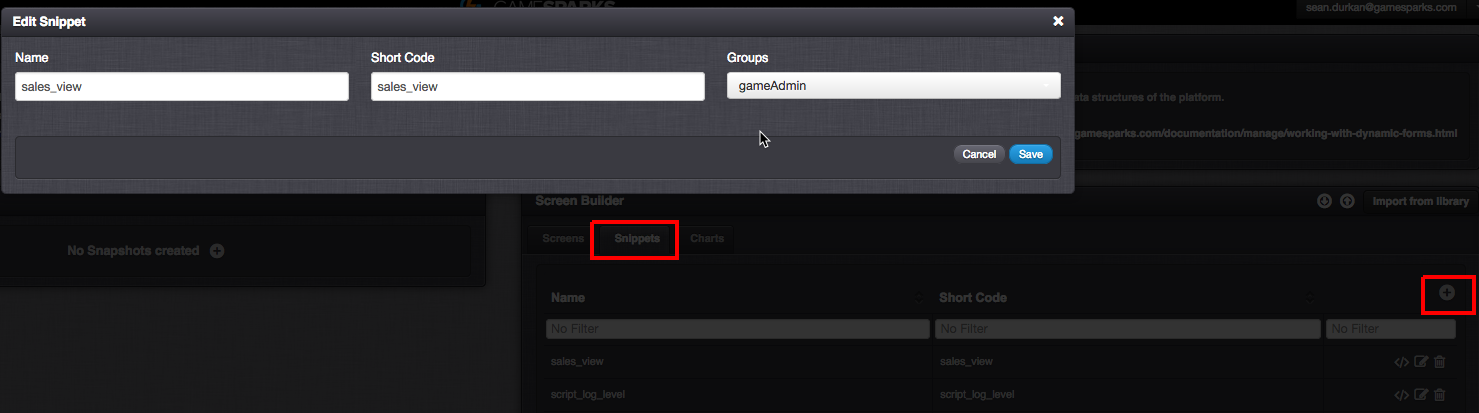 GAMESPARKS
sean.durkan@gamesparks.com
Edit Snippet
Name
Short Code
Groups
sales_view
sales_view
gameAdmin
ata structures of the platform.
gamesparks.com/documentation/manage/working-with-dynamic-forms.html
Cancel
Save
Screen Builder
Import from library
No Snapshots created
Screens
Snippets
Charts
Name
Short Code
No Filter
No Filter
No Filter
sales_view
sales_view
script_log_level
script_log_level